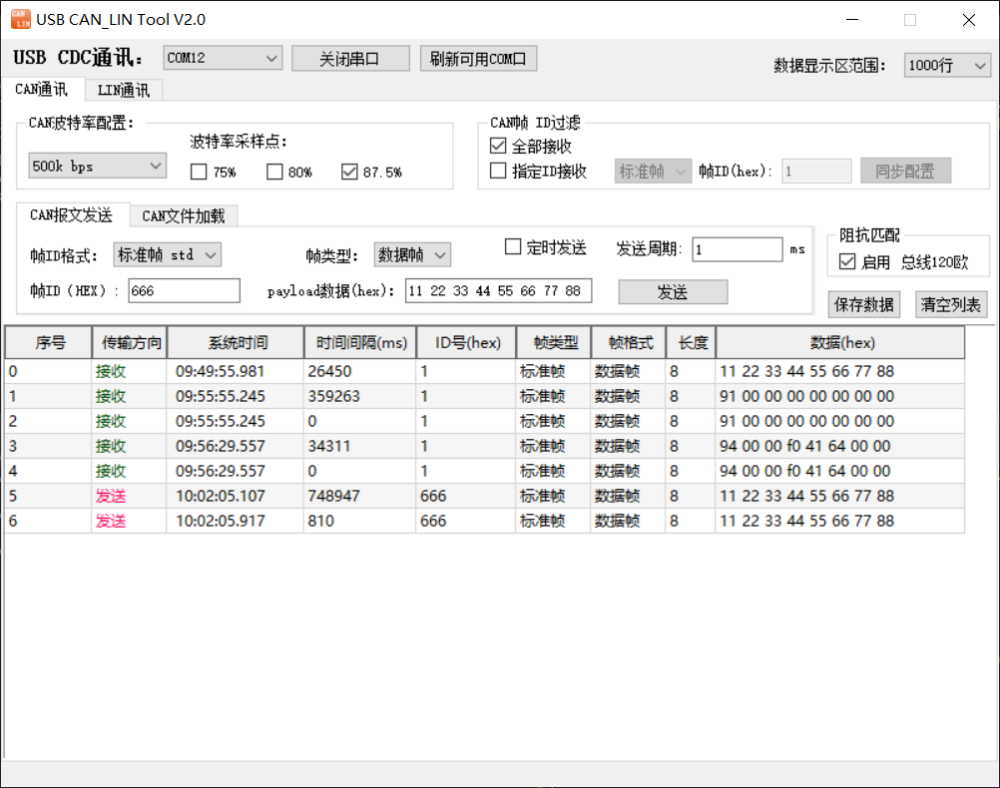 CAN LIN USB CAN_LIN Tool V2.0
USB CDC通讯: COM12 关闭串口 刷新可用COM口 数据显示区范围: 1000行
CAN通讯 LIN通讯
CAN波特率配置: CAN帧 ID过滤
500k bps 波特率采样点: 全部接收
75% 80% 87.5% 指定ID接收 标准帧 帧ID(hex): 1 同步配置
CAN报文发送 CAN文件加载
帧ID格式: 标准帧 std 帧类型: 数据帧 定时发送 发送周期: 1 ms 阻抗匹配
启用 总线120欧
帧ID(HEX): 666 payload数据(hex): 11 22 33 44 55 66 77 88 发送 保存数据 清空列表
序号 传输方向 系统时间 时间间隔(ms) ID号(hex) 帧类型 帧格式 长度 数据(hex)
0 接收 09:49:55.981 26450 1 标准帧 数据帧 8 11 22 33 44 55 66 77 88
1 接收 09:55:55.245 359263 1 标准帧 数据帧 8 91 00 00 00 00 00 00 00
2 接收 09:55:55.245 0 1 标准帧 数据帧 8 91 00 00 00 00 00 00 00
3 接收 09:56:29.557 34311 1 标准帧 数据帧 8 94 00 00 f0 41 64 00 00
4 接收 09:56:29.557 0 1 标准帧 数据帧 8 94 00 00 f0 41 64 00 00
5 发送 10:02:05.107 748947 666 标准帧 数据帧 8 11 22 33 44 55 66 77 88
6 发送 10:02:05.917 810 666 标准帧 数据帧 8 11 22 33 44 55 66 77 88